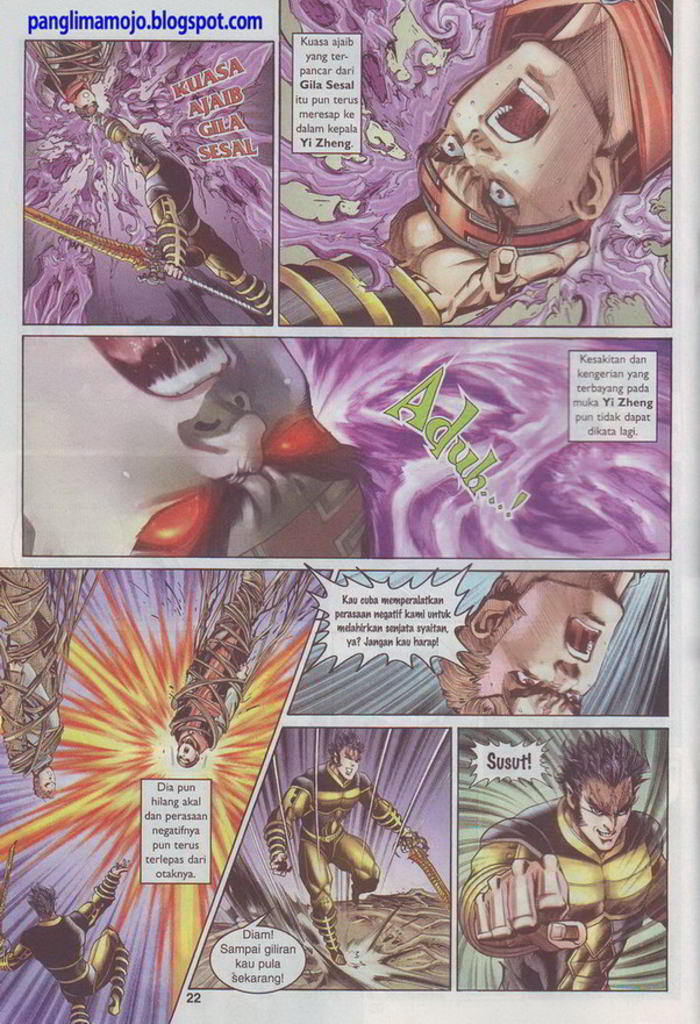 panglimamojo.blogspot.com
KUASA
AJAIB
GILA
SESAL
Kuasa ajaib
yang ter-
pancar dari
Gila Sesal
itu pun terus
meresap ke
dalam kepala
Yi Zheng.
Kesakitan dan
kengerian yang
terbayang pada
muka Yi Zheng
pun tidak dapat
dikata lagi.
Aduh...!
Kau cuba memperalatkan
perasaan negatif kami untuk
melahirkan senjata syaitan,
ya? Jangan kau harap!
Dia pun
hilang akal
dan perasaan
negatifnya
pun terus
terlepas dari
otaknya.
Diam!
Sampai giliran
kau pula
sekarang!
Susut!
22